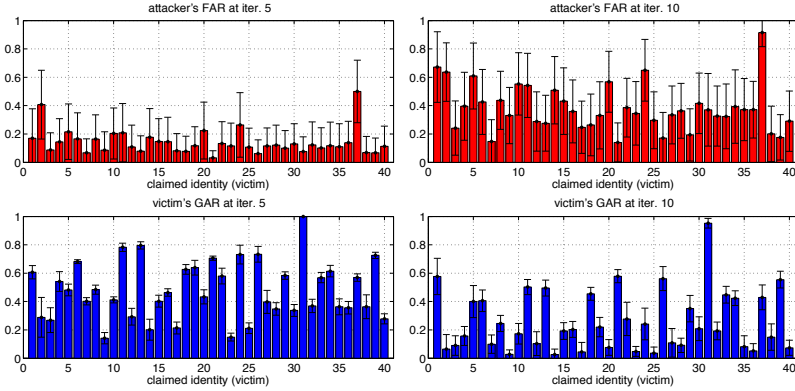 attacker's FAR at iter. 5
1
0.8
0.6
0.4
0.2
0
0 5 10 15 20 25 30 35 40
claimed identity (victim)
attacker's FAR at iter. 10
1
0.8
0.6
0.4
0.2
0
0 5 10 15 20 25 30 35 40
claimed identity (victim)
victim's GAR at iter. 5
1
0.8
0.6
0.4
0.2
0
0 5 10 15 20 25 30 35 40
claimed identity (victim)
victim's GAR at iter. 10
1
0.8
0.6
0.4
0.2
0
0 5 10 15 20 25 30 35 40
claimed identity (victim)